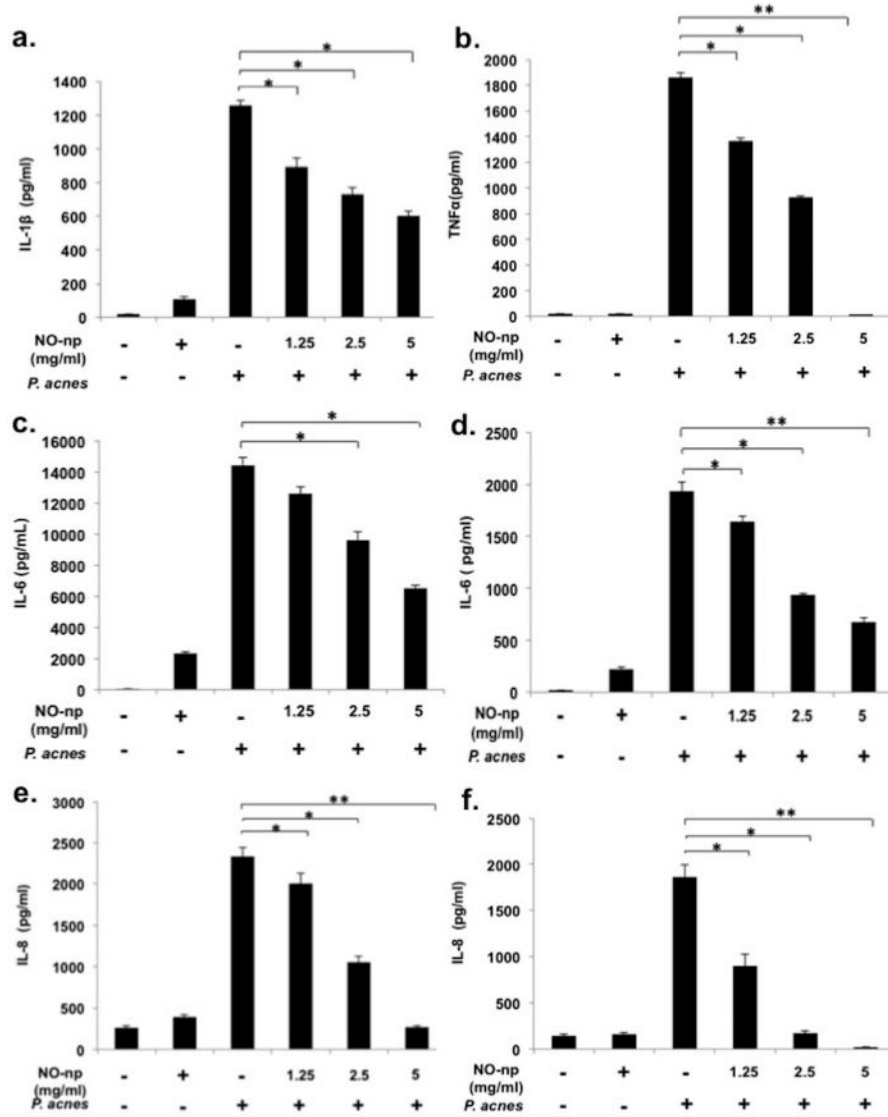 a.
*
*
*
IL-1β (pg/ml)
1400
1200
1000
800
600
400
200
0
NO-np (mg/ml) - + - 1.25 2.5 5
P. acnes - - + + + +
b.
**
*
*
TNFα(pg/ml)
2000
1800
1600
1400
1200
1000
800
600
400
200
0
NO-np (mg/ml) - + - 1.25 2.5 5
P. acnes - - + + + +
c.
*
*
IL-6 (pg/mL)
16000
14000
12000
10000
8000
6000
4000
2000
0
NO-np (mg/ml) - + - 1.25 2.5 5
P. acnes - - + + + +
d.
**
*
*
IL-6 ( pg/ml)
2500
2000
1500
1000
500
0
NO-np (mg/ml) - + - 1.25 2.5 5
P. acnes - - + + + +
e.
**
*
*
IL-8 (pg/ml)
3000
2500
2000
1500
1000
500
0
NO-np (mg/ml) - + - 1.25 2.5 5
P. acnes - - + + + +
f.
**
*
*
IL-8 (pg/ml)
2500
2000
1500
1000
500
0
NO-np (mg/ml) - + - 1.25 2.5 5
P. acnes - - + + + +